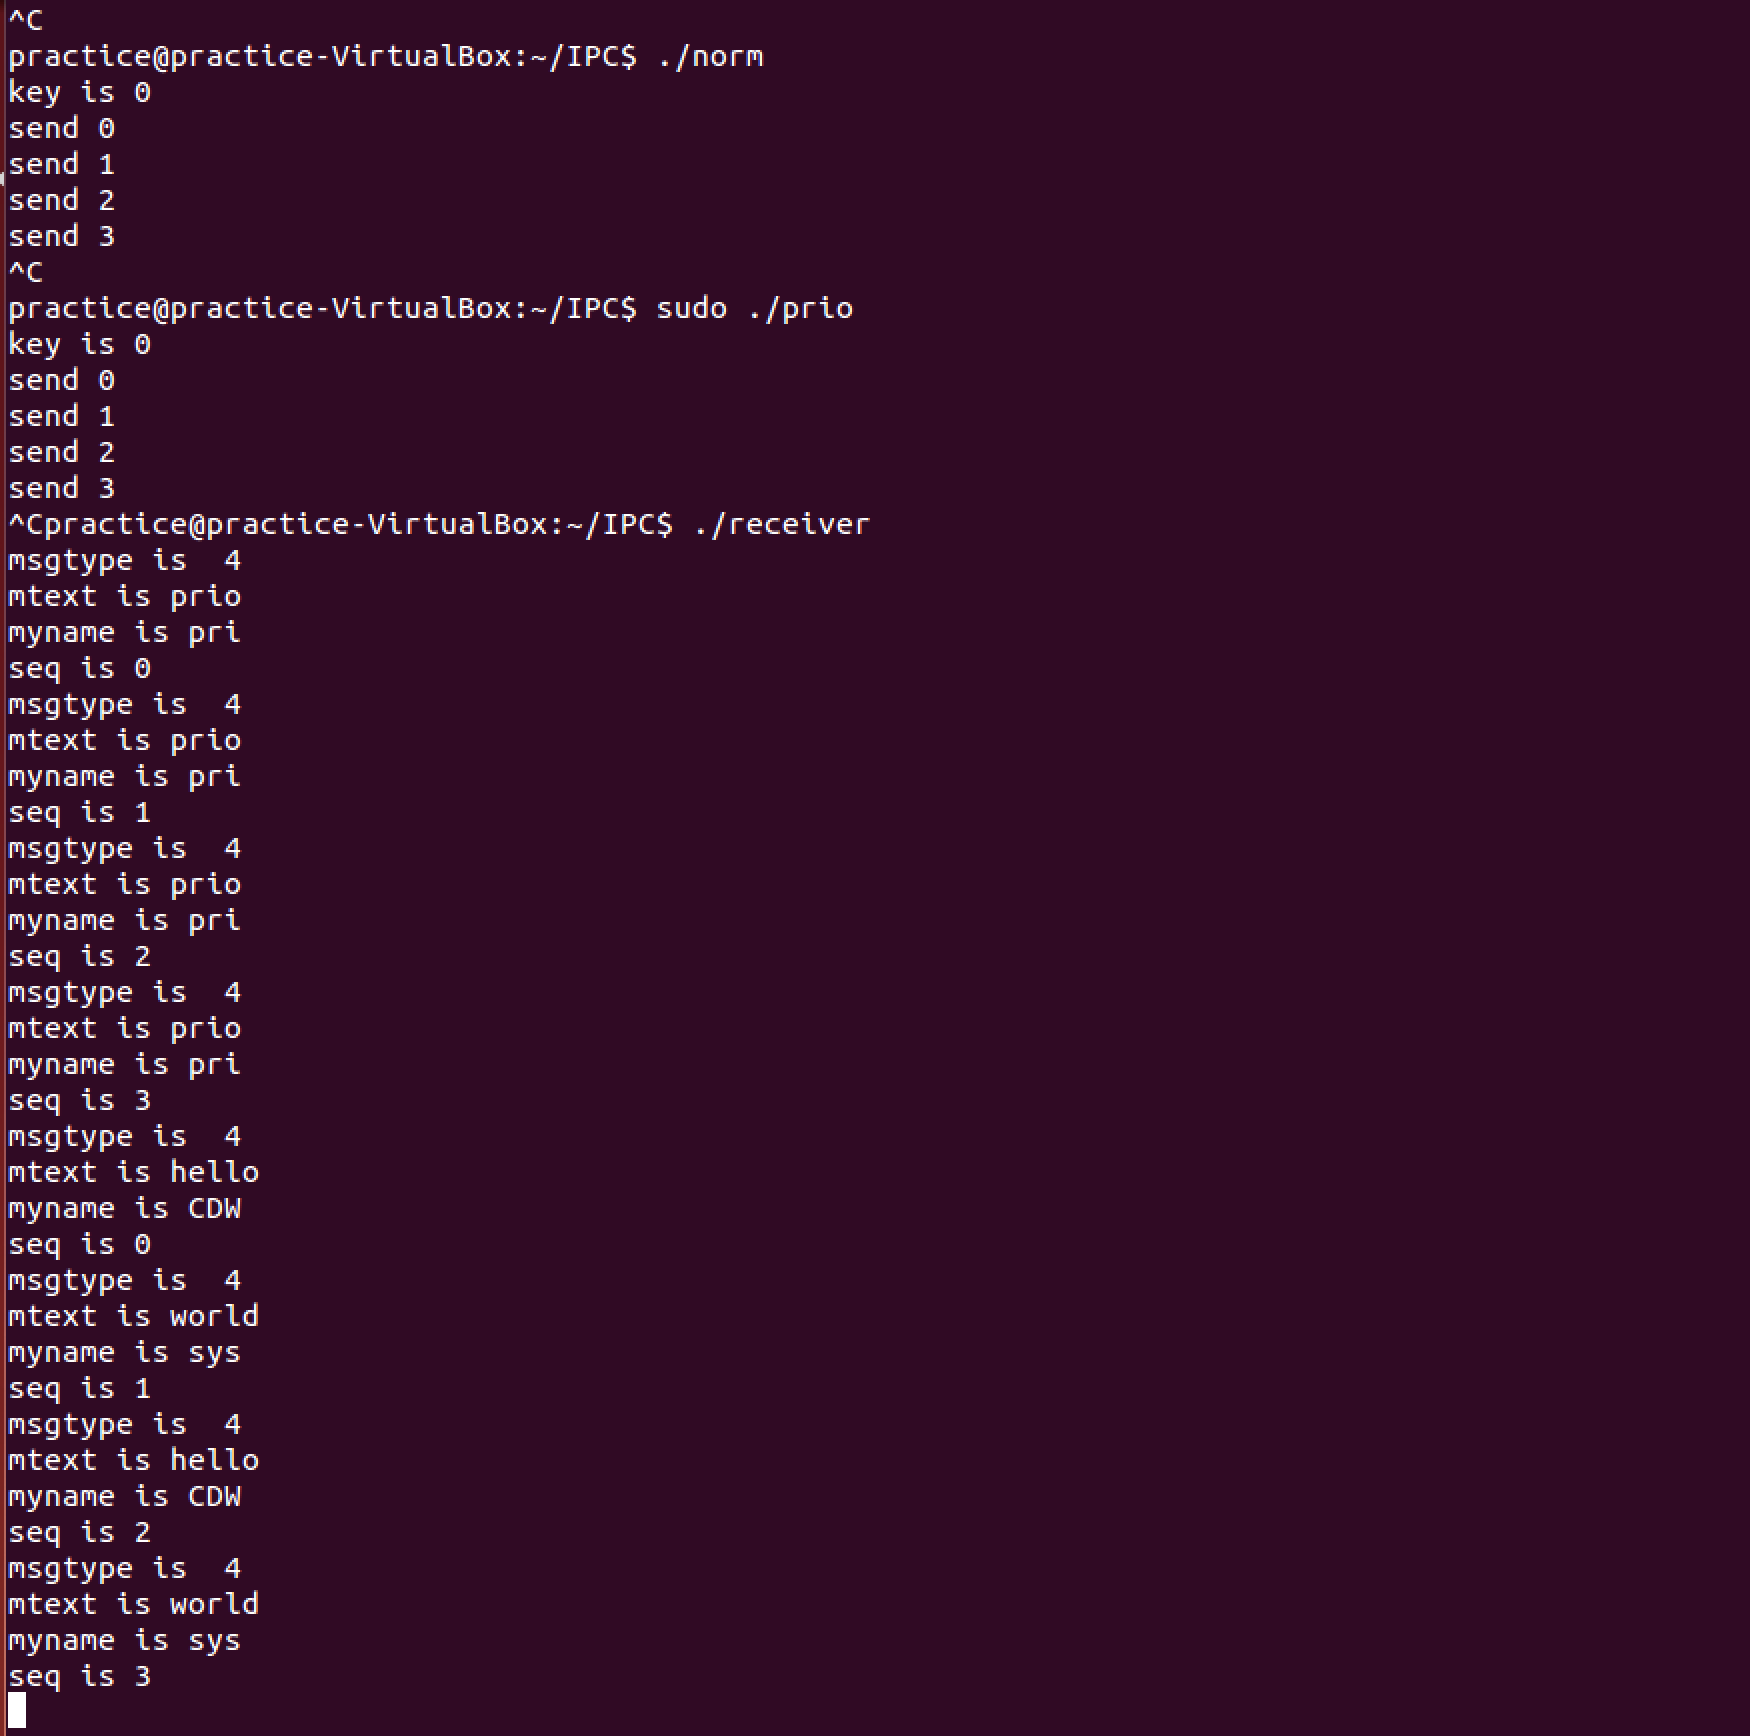 ^C
practice@practice-VirtualBox:~/IPC$ ./norm
key is 0
send 0
send 1
send 2
send 3
^C
practice@practice-VirtualBox:~/IPC$ sudo ./prio
key is 0
send 0
send 1
send 2
send 3
^Cpractice@practice-VirtualBox:~/IPC$ ./receiver
msgtype is  4
mtext is prio
myname is pri
seq is 0
msgtype is  4
mtext is prio
myname is pri
seq is 1
msgtype is  4
mtext is prio
myname is pri
seq is 2
msgtype is  4
mtext is prio
myname is pri
seq is 3
msgtype is  4
mtext is hello
myname is CDW
seq is 0
msgtype is  4
mtext is world
myname is sys
seq is 1
msgtype is  4
mtext is hello
myname is CDW
seq is 2
msgtype is  4
mtext is world
myname is sys
seq is 3